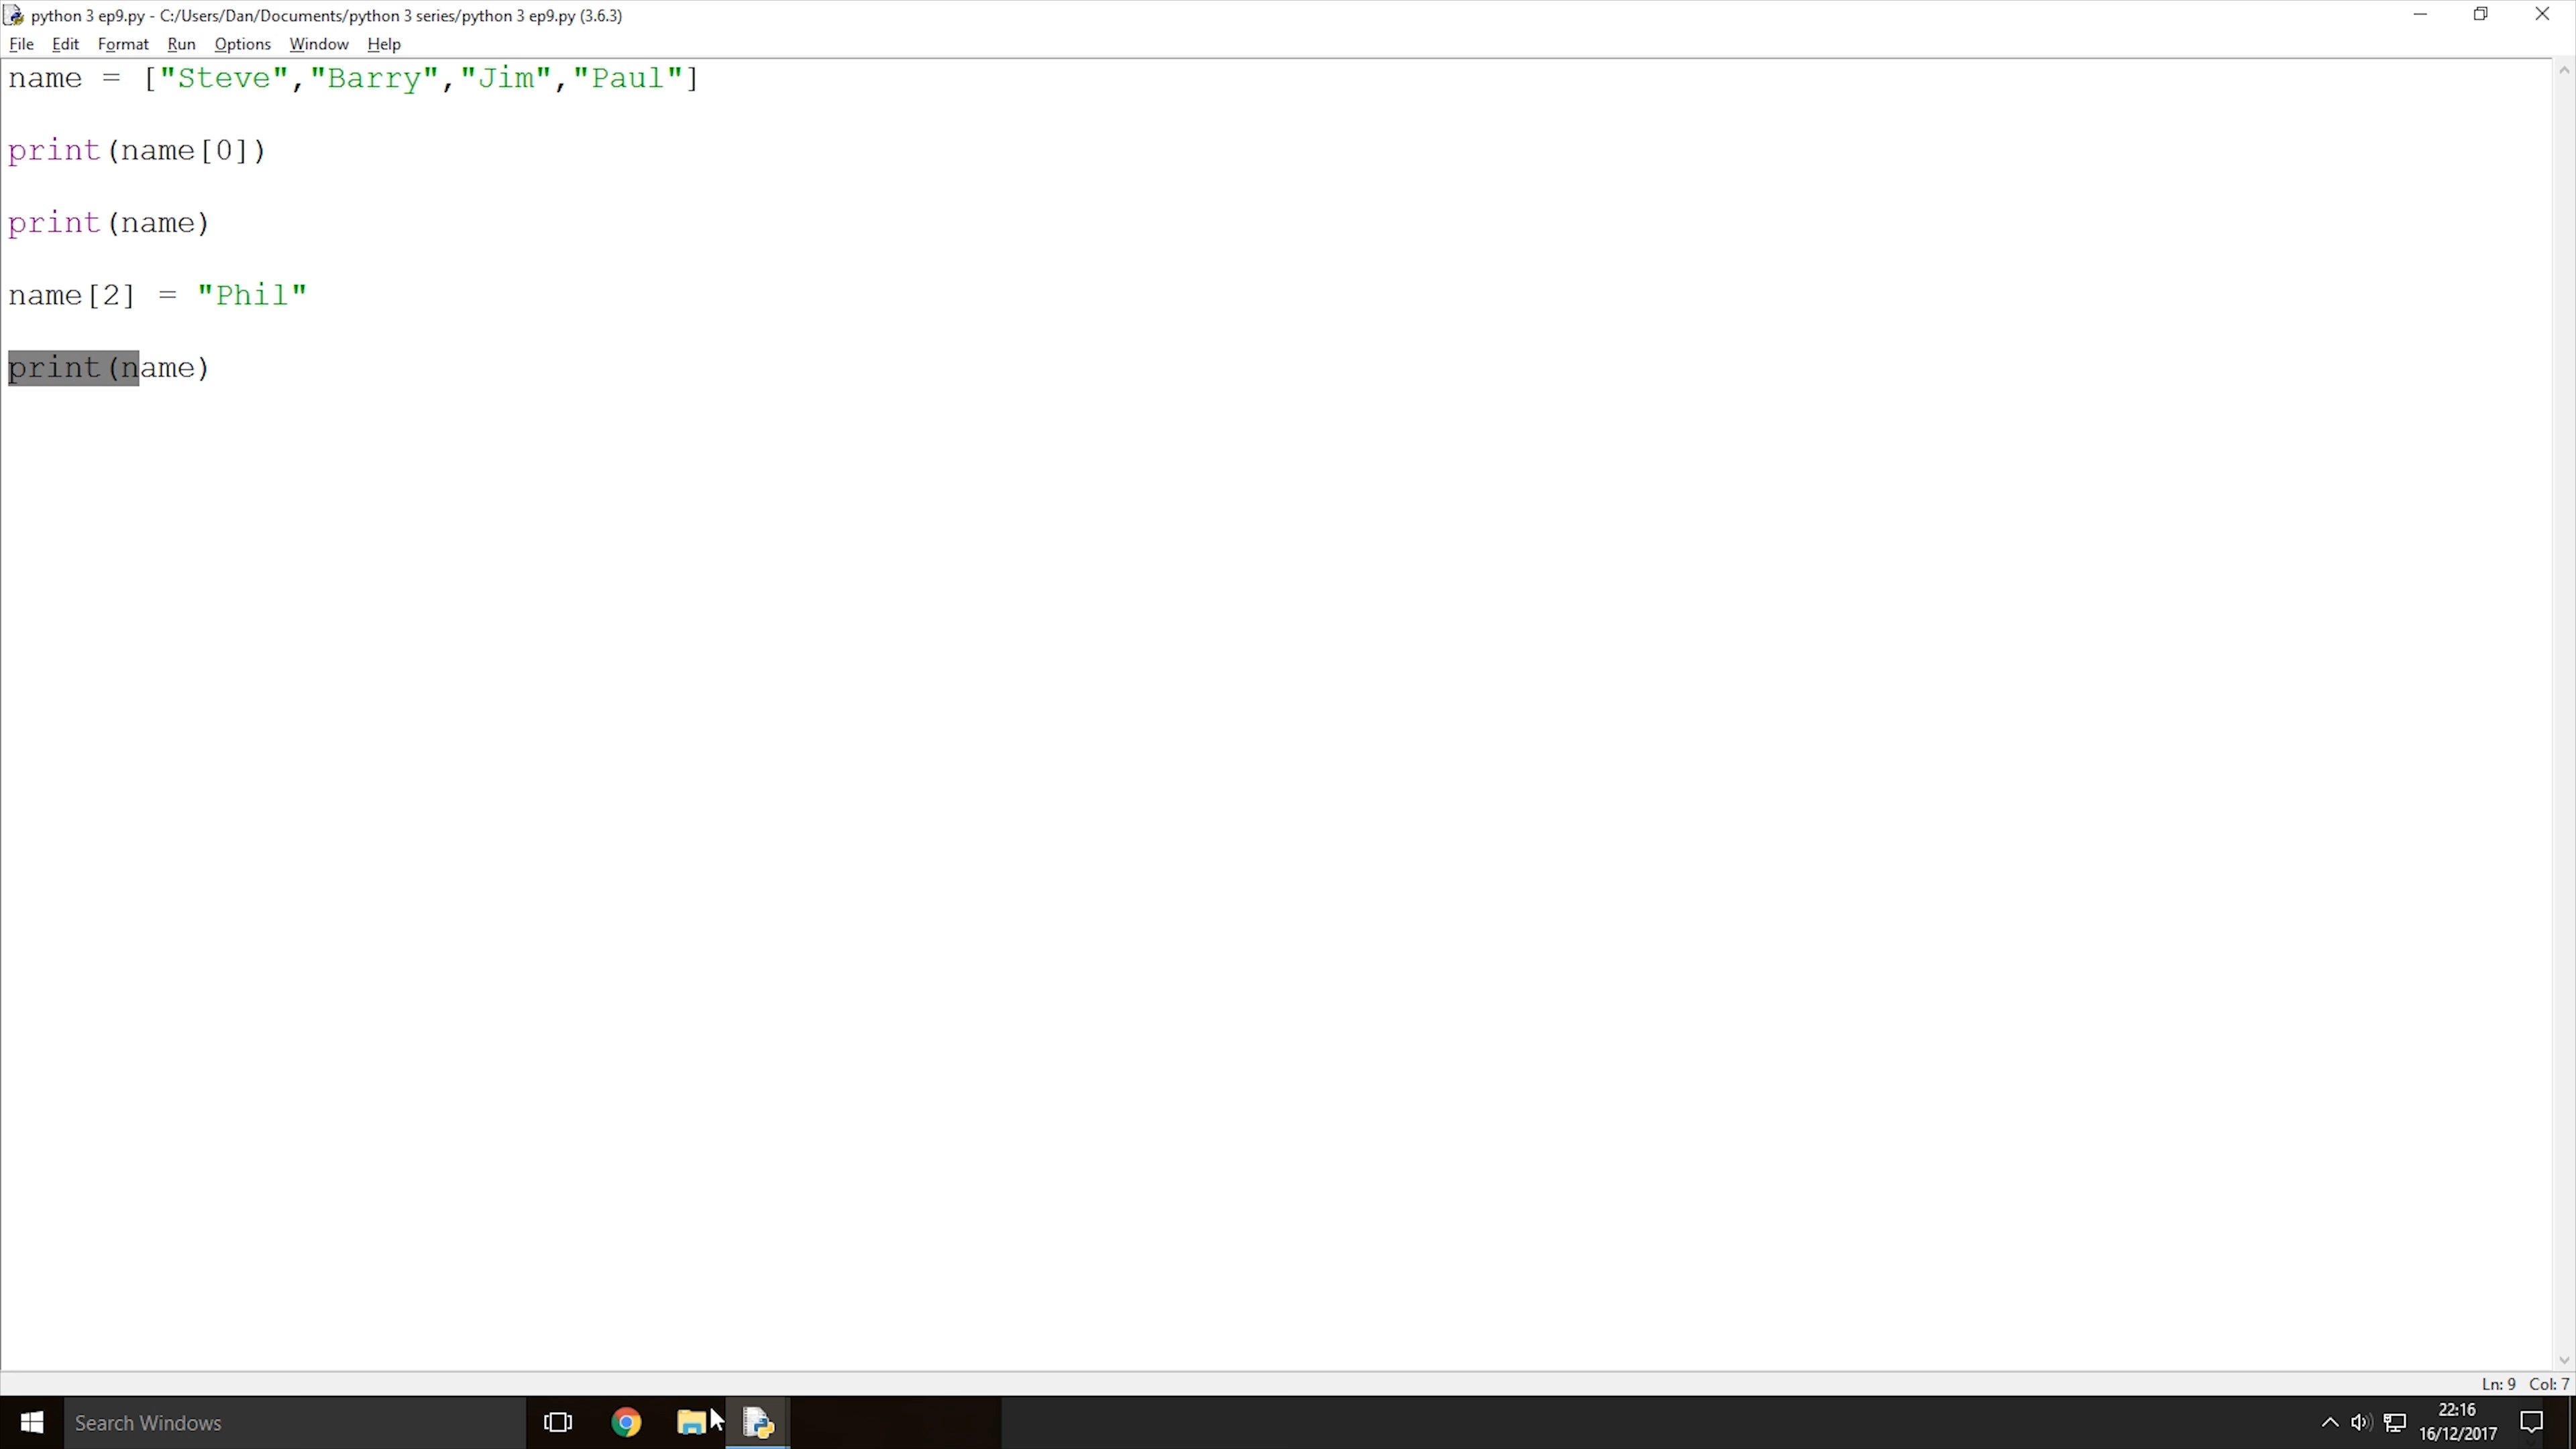 python 3 ep9.py - C:/Users/Dan/Documents/python 3 series/python 3 ep9.py (3.6.3)
File Edit Format Run Options Window Help
name = ["Steve","Barry","Jim","Paul"]
print(name[0])
print(name)
name[2] = "Phil"
print(name)
Ln: 9 Col: 7
Search Windows
22:16
16/12/2017